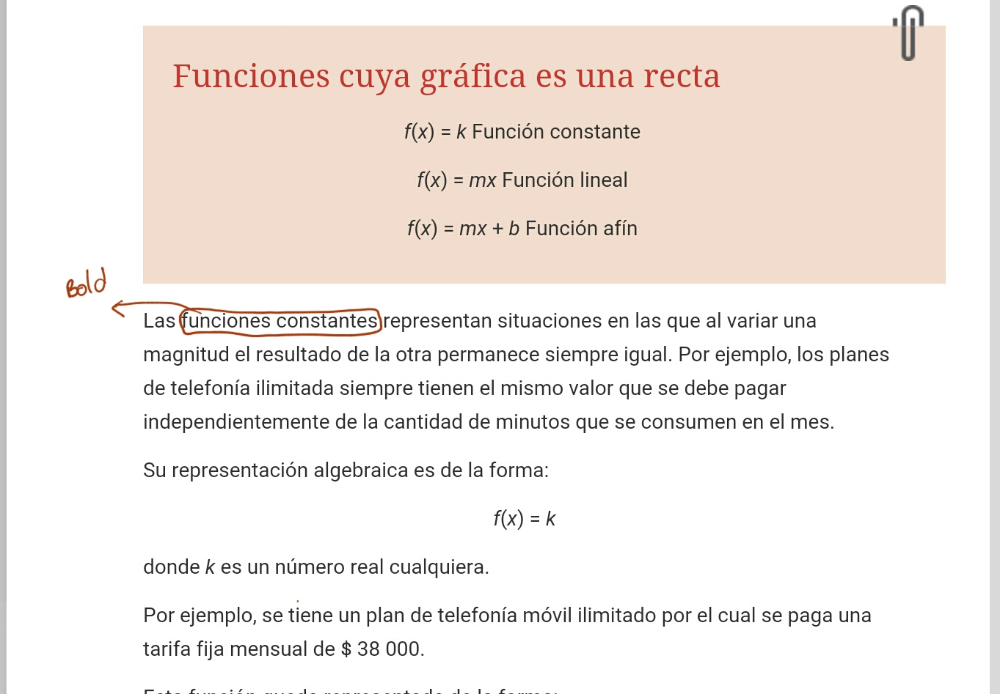 Funciones cuya gráfica es una recta
f(x) = k Función constante
f(x) = mx Función lineal
f(x) = mx + b Función afín
Bold
Las funciones constantes representan situaciones en las que al variar una
magnitud el resultado de la otra permanece siempre igual. Por ejemplo, los planes
de telefonía ilimitada siempre tienen el mismo valor que se debe pagar
independientemente de la cantidad de minutos que se consumen en el mes.
Su representación algebraica es de la forma:
f(x) = k
donde k es un número real cualquiera.
Por ejemplo, se tiene un plan de telefonía móvil ilimitado por el cual se paga una
tarifa fija mensual de $ 38 000.